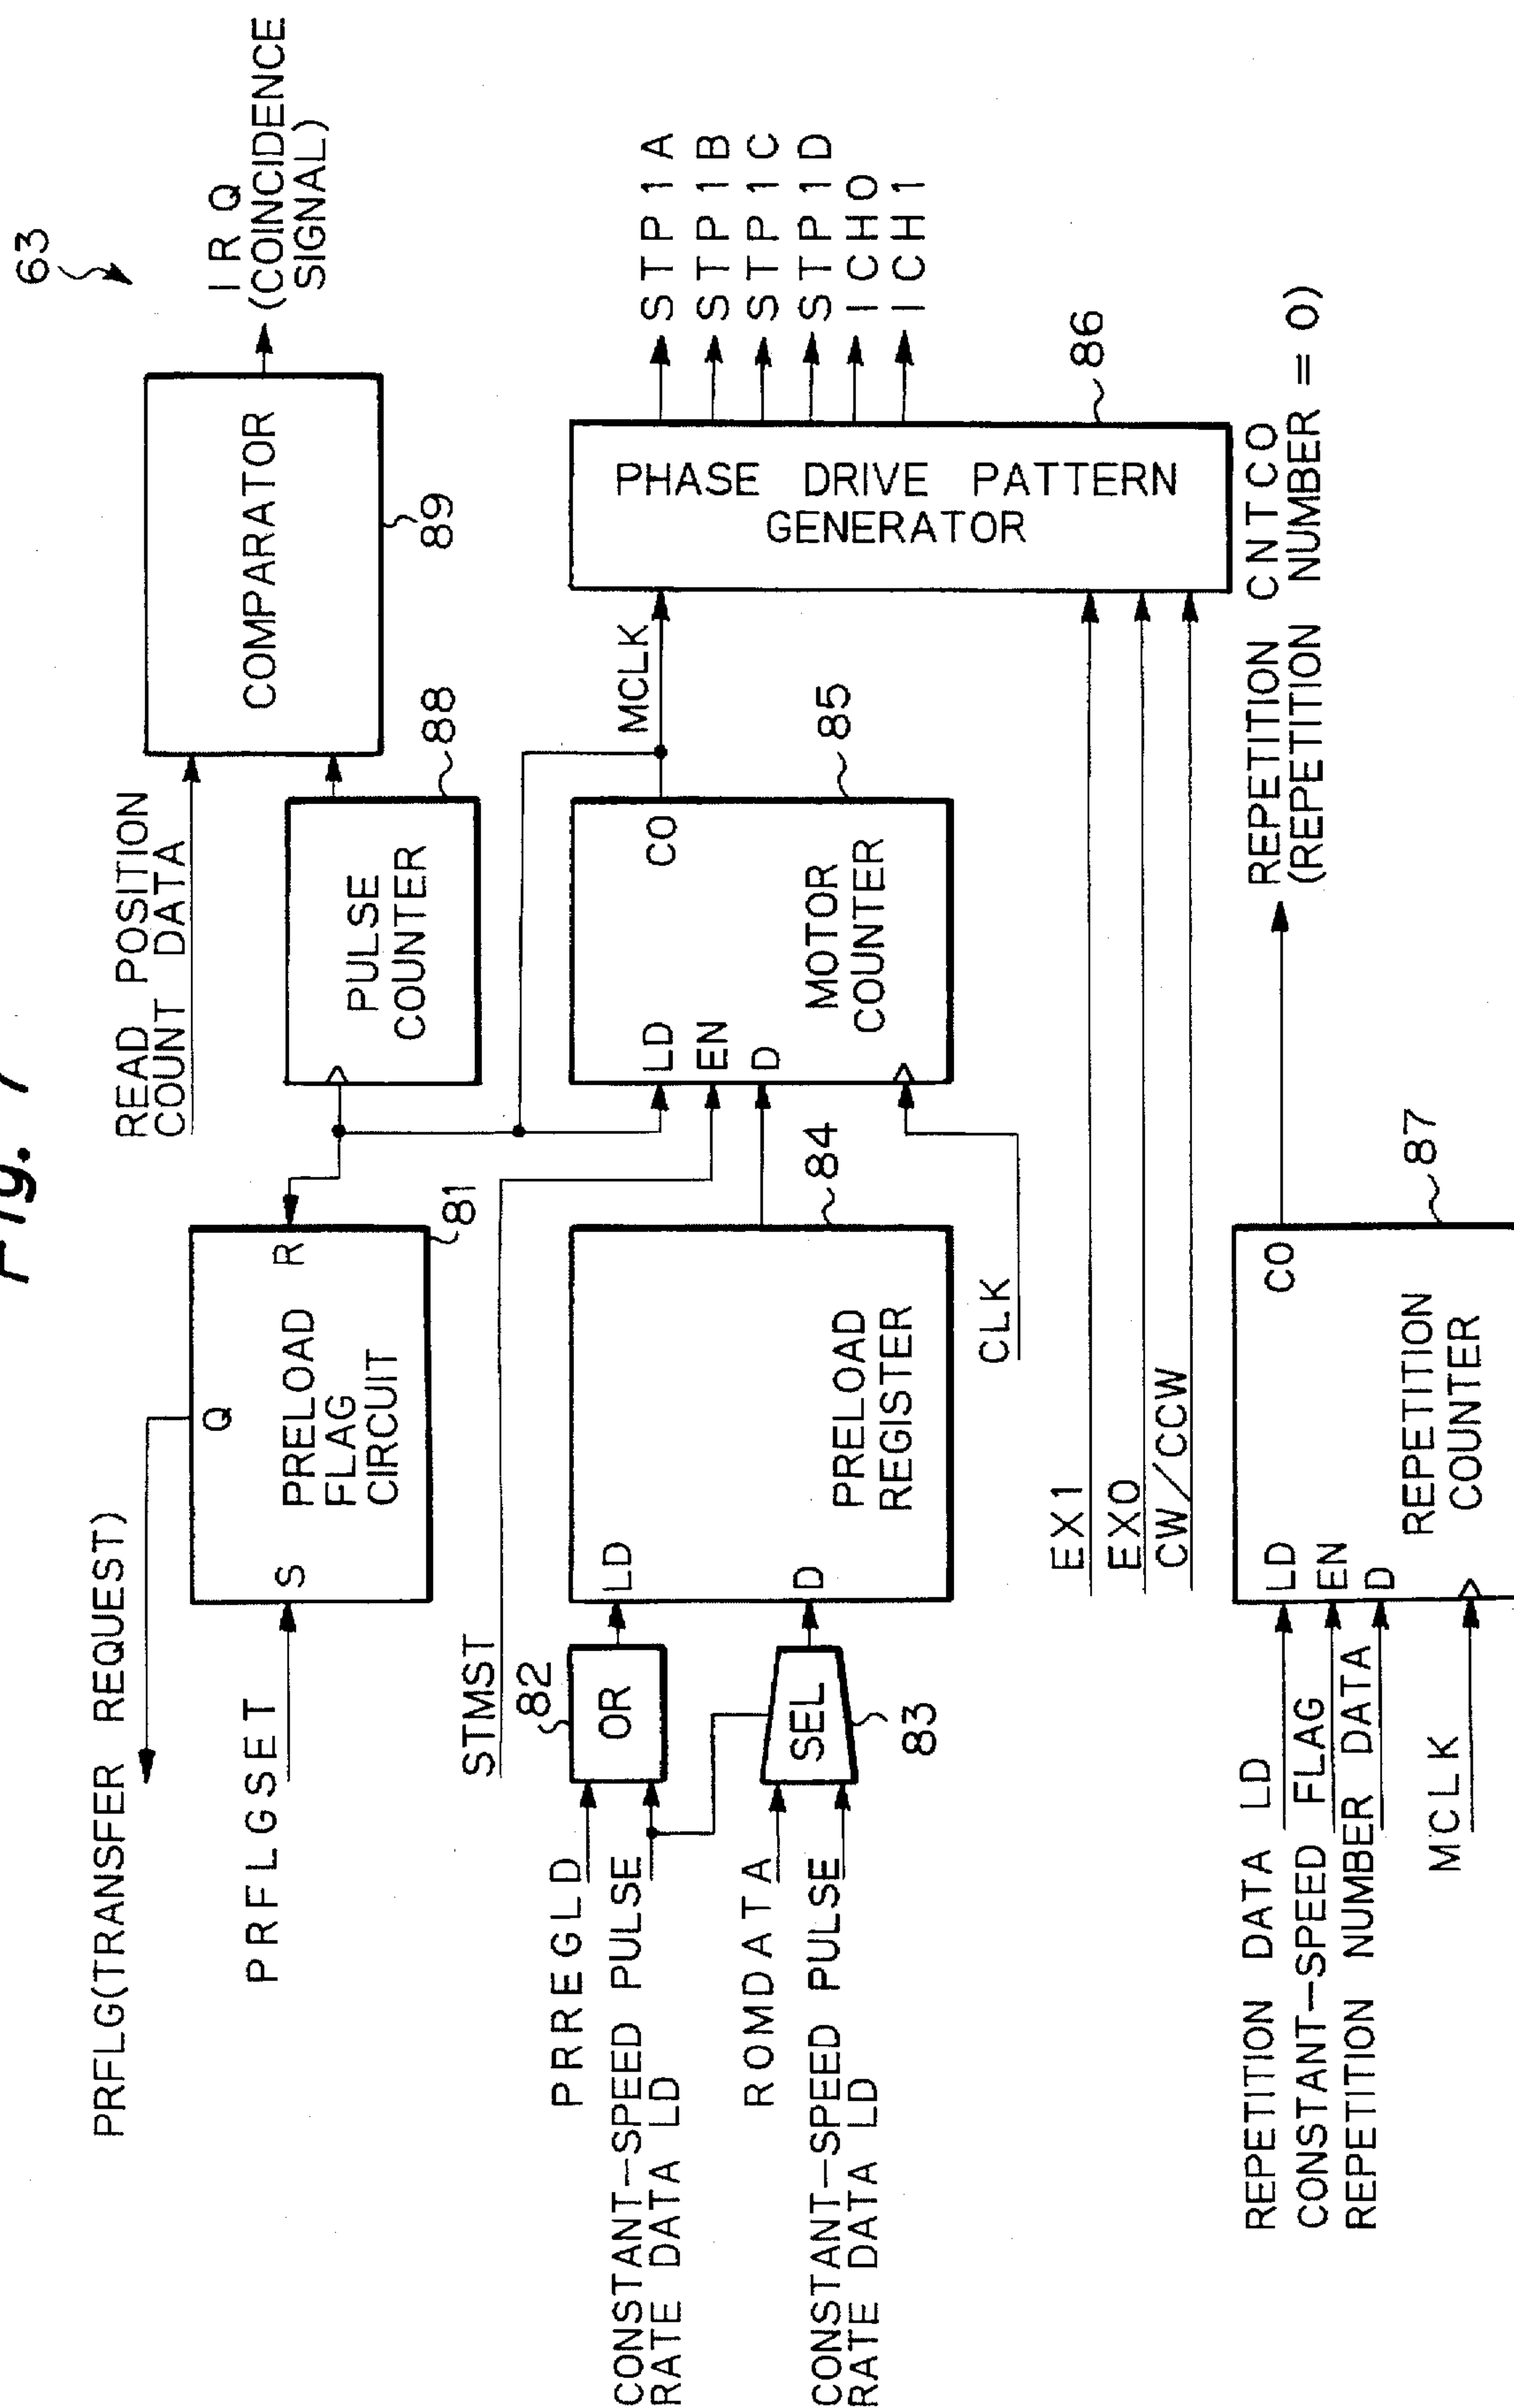 Fig. 7
63
PRFLG(TRANSFER REQUEST)
PRFLGSET
S
Q
R
PRELOAD
FLAG
CIRCUIT
81
READ POSITION
COUNT DATA
PULSE
COUNTER
88
COMPARATOR
89
IRQ
(COINCIDENCE
SIGNAL)
STMST
PRREGLD
CONSTANT-SPEED PULSE
RATE DATA LD
82
OR
ROMDATA
CONSTANT-SPEED PULSE
RATE DATA LD
SEL
83
LD
D
PRELOAD
REGISTER
84
CLK
LD
EN
D
CO
MOTOR
COUNTER
85
MCLK
PHASE DRIVE PATTERN
GENERATOR
86
STP1A
STP1B
STP1C
STP1D
ICH0
ICH1
EX1
EX0
CW/CCW
REPETITION DATA LD
CONSTANT-SPEED FLAG
REPETITION NUMBER DATA
MCLK
LD
EN
D
CO
REPETITION
COUNTER
87
REPETITION CNTCO
(REPETITION NUMBER = 0)